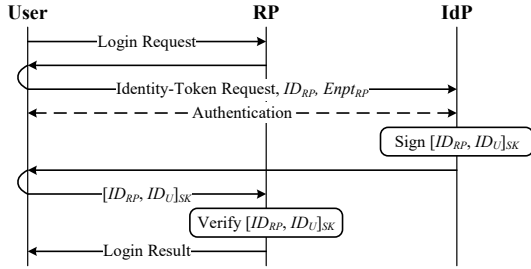 User RP IdP
Login Request
Identity-Token Request, ID_RP, Enpt_RP
Authentication
Sign [ID_RP, ID_U]_SK
[ID_RP, ID_U]_SK
Verify [ID_RP, ID_U]_SK
Login Result